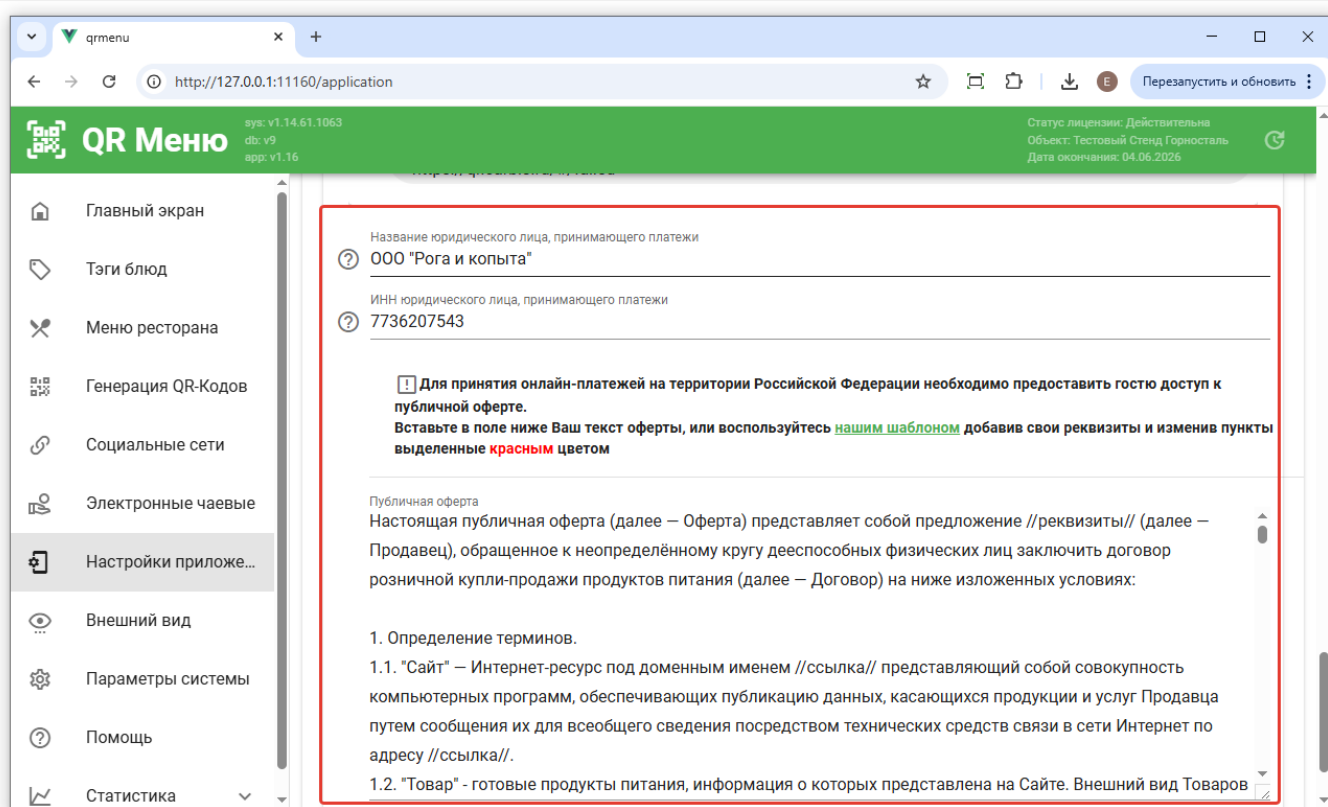 qrmenu
http://127.0.0.1:11160/application
E
Перезапустить и обновить
QR Меню
sys: v1.14.61.1063
db: v9
app: v1.16
Статус лицензии: Действительна
Объект: Тестовый Стенд Горносталь
Дата окончания: 04.06.2026
Главный экран
Тэги блюд
Меню ресторана
Генерация QR-Кодов
Социальные сети
Электронные чаевые
Настройки приложе...
Внешний вид
Параметры системы
Помощь
Статистика
Название юридического лица, принимающего платежи
ООО "Рога и копыта"
ИНН юридического лица, принимающего платежи
7736207543
Для принятия онлайн-платежей на территории Российской Федерации необходимо предоставить гостю доступ к
публичной оферте.
Вставьте в поле ниже Ваш текст оферты, или воспользуйтесь нашим шаблоном добавив свои реквизиты и изменив пункты
выделенные красным цветом
Публичная оферта
Настоящая публичная оферта (далее — Оферта) представляет собой предложение //реквизиты// (далее —
Продавец), обращенное к неопределённому кругу дееспособных физических лиц заключить договор
розничной купли-продажи продуктов питания (далее — Договор) на ниже изложенных условиях:
1. Определение терминов.
1.1. "Сайт" — Интернет-ресурс под доменным именем //ссылка// представляющий собой совокупность
компьютерных программ, обеспечивающих публикацию данных, касающихся продукции и услуг Продавца
путем сообщения их для всеобщего сведения посредством технических средств связи в сети Интернет по
адресу //ссылка//.
1.2. "Товар" - готовые продукты питания, информация о которых представлена на Сайте. Внешний вид Товаров